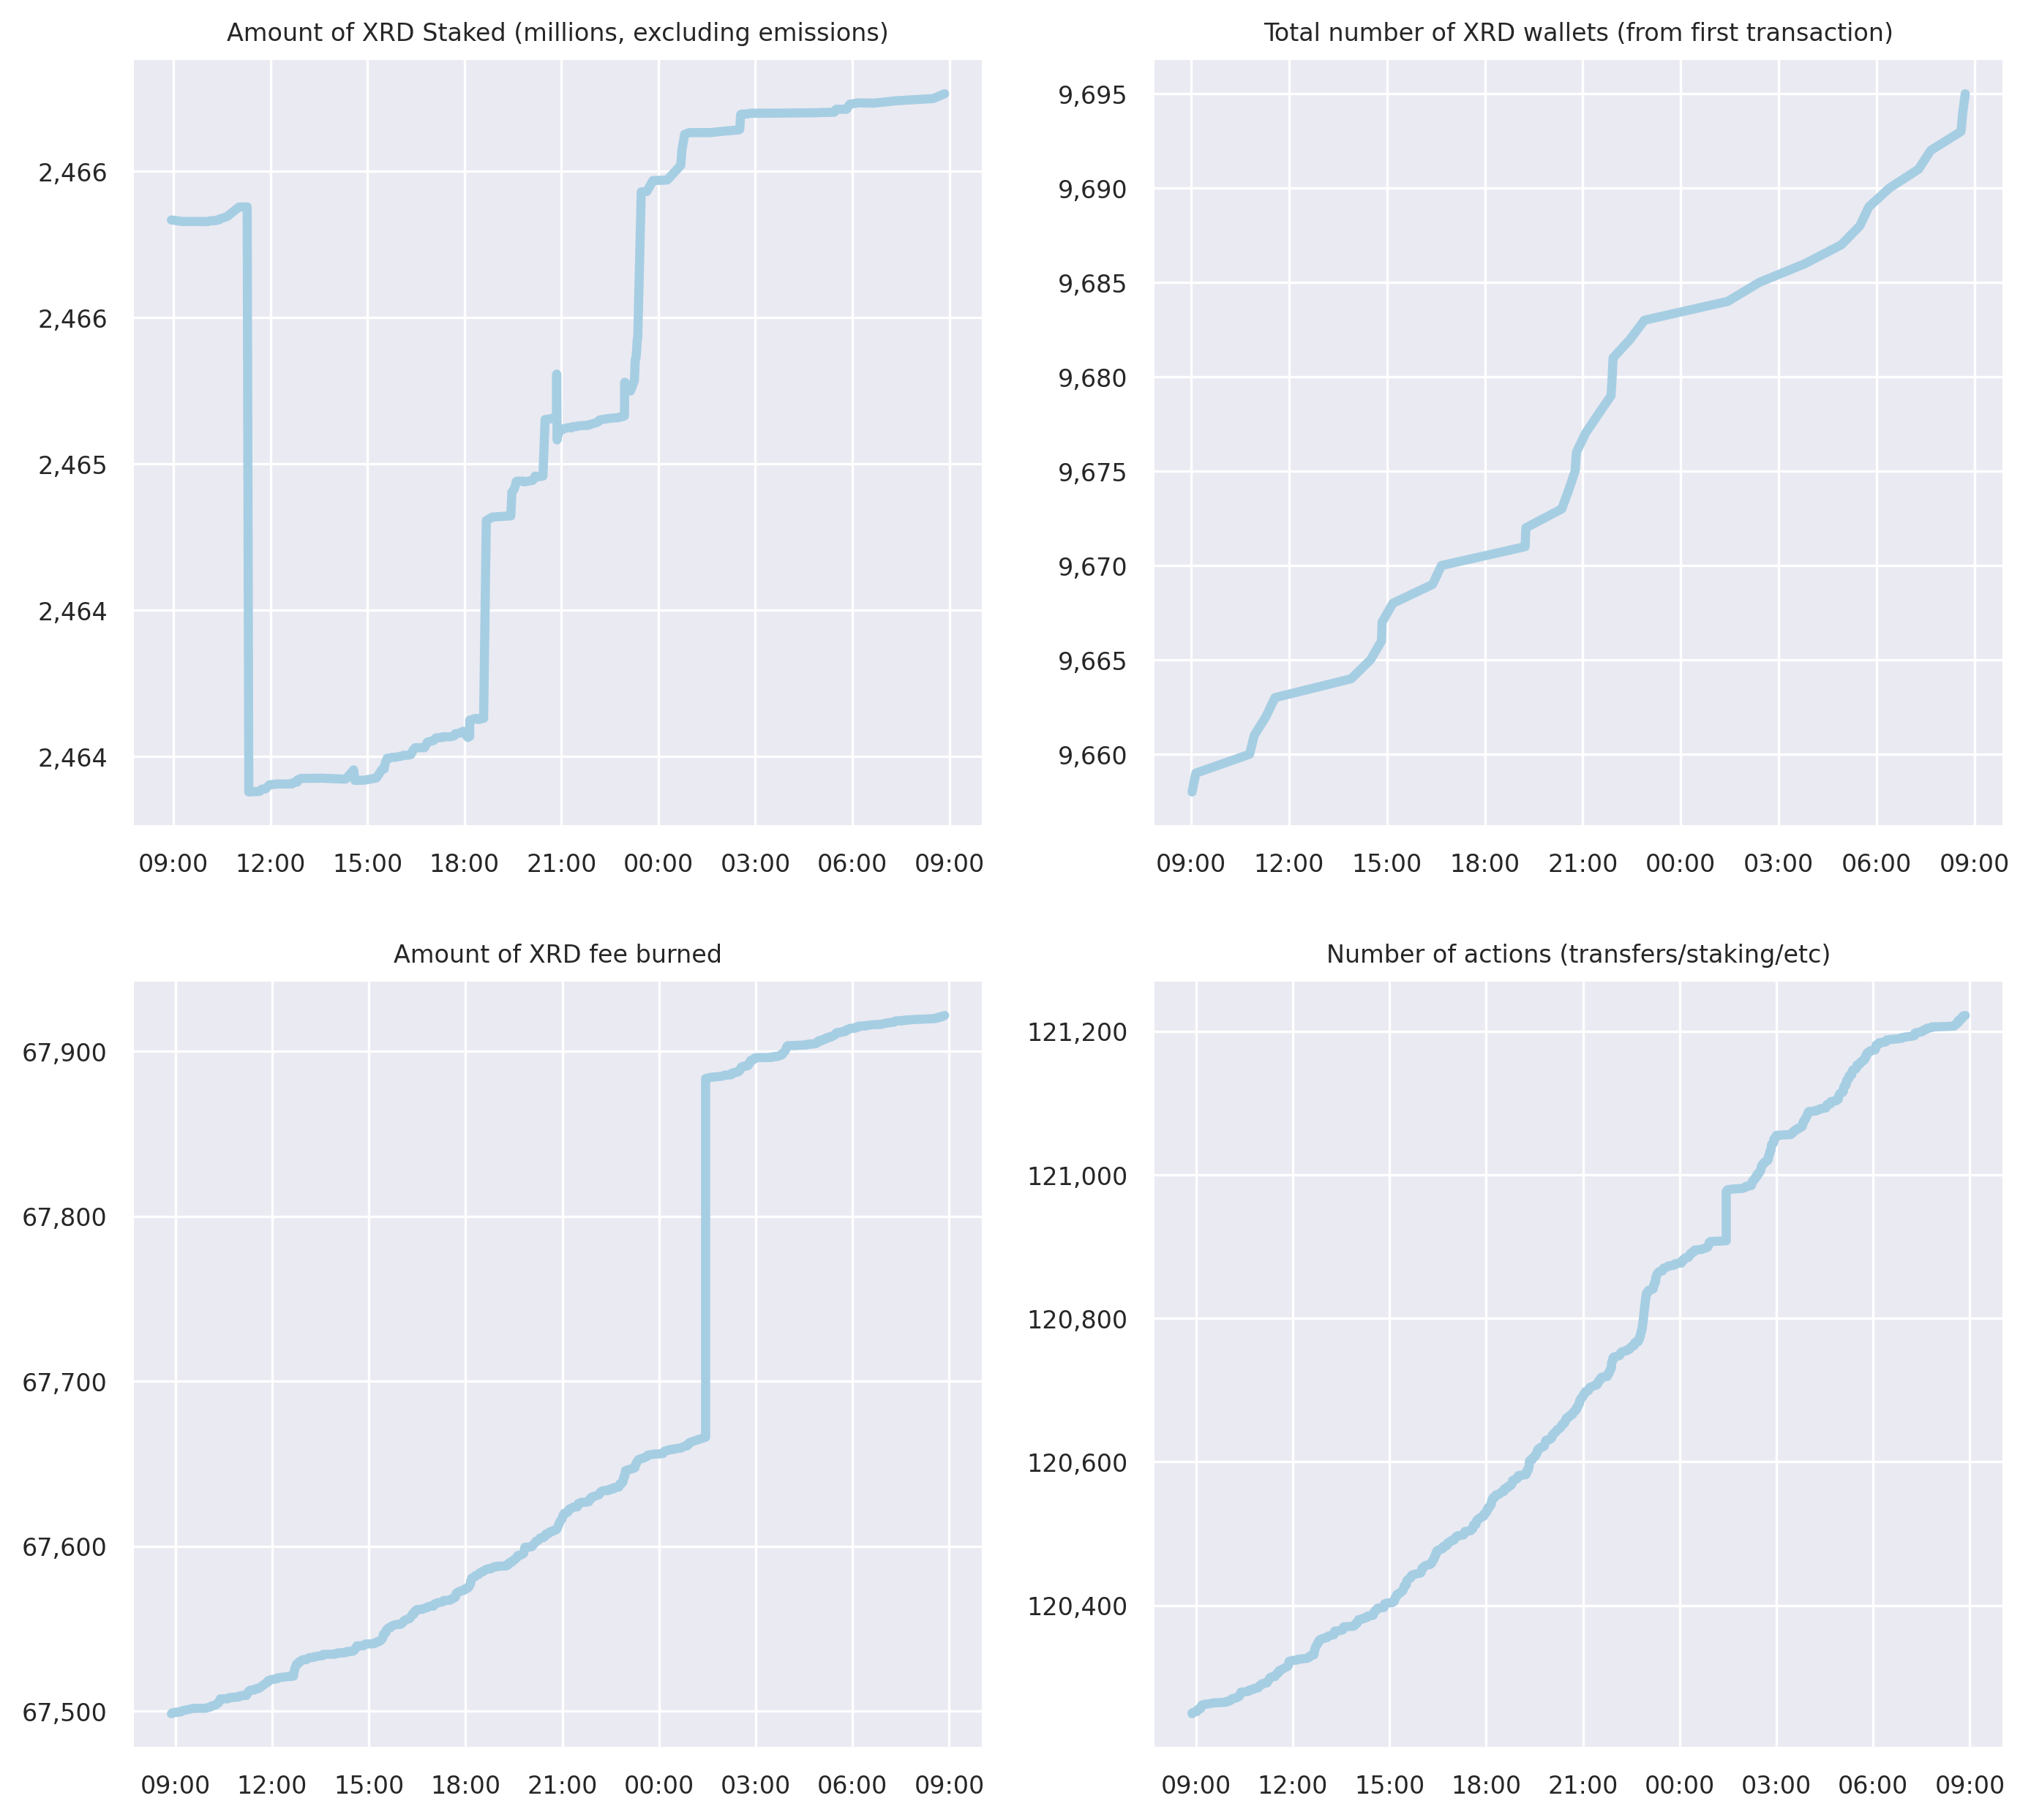 Amount of XRD Staked (millions, excluding emissions)
2,466
2,466
2,465
2,464
2,464
09:00 12:00 15:00 18:00 21:00 00:00 03:00 06:00 09:00
Total number of XRD wallets (from first transaction)
9,695
9,690
9,685
9,680
9,675
9,670
9,665
9,660
09:00 12:00 15:00 18:00 21:00 00:00 03:00 06:00 09:00
Amount of XRD fee burned
67,900
67,800
67,700
67,600
67,500
09:00 12:00 15:00 18:00 21:00 00:00 03:00 06:00 09:00
Number of actions (transfers/staking/etc)
121,200
121,000
120,800
120,600
120,400
09:00 12:00 15:00 18:00 21:00 00:00 03:00 06:00 09:00